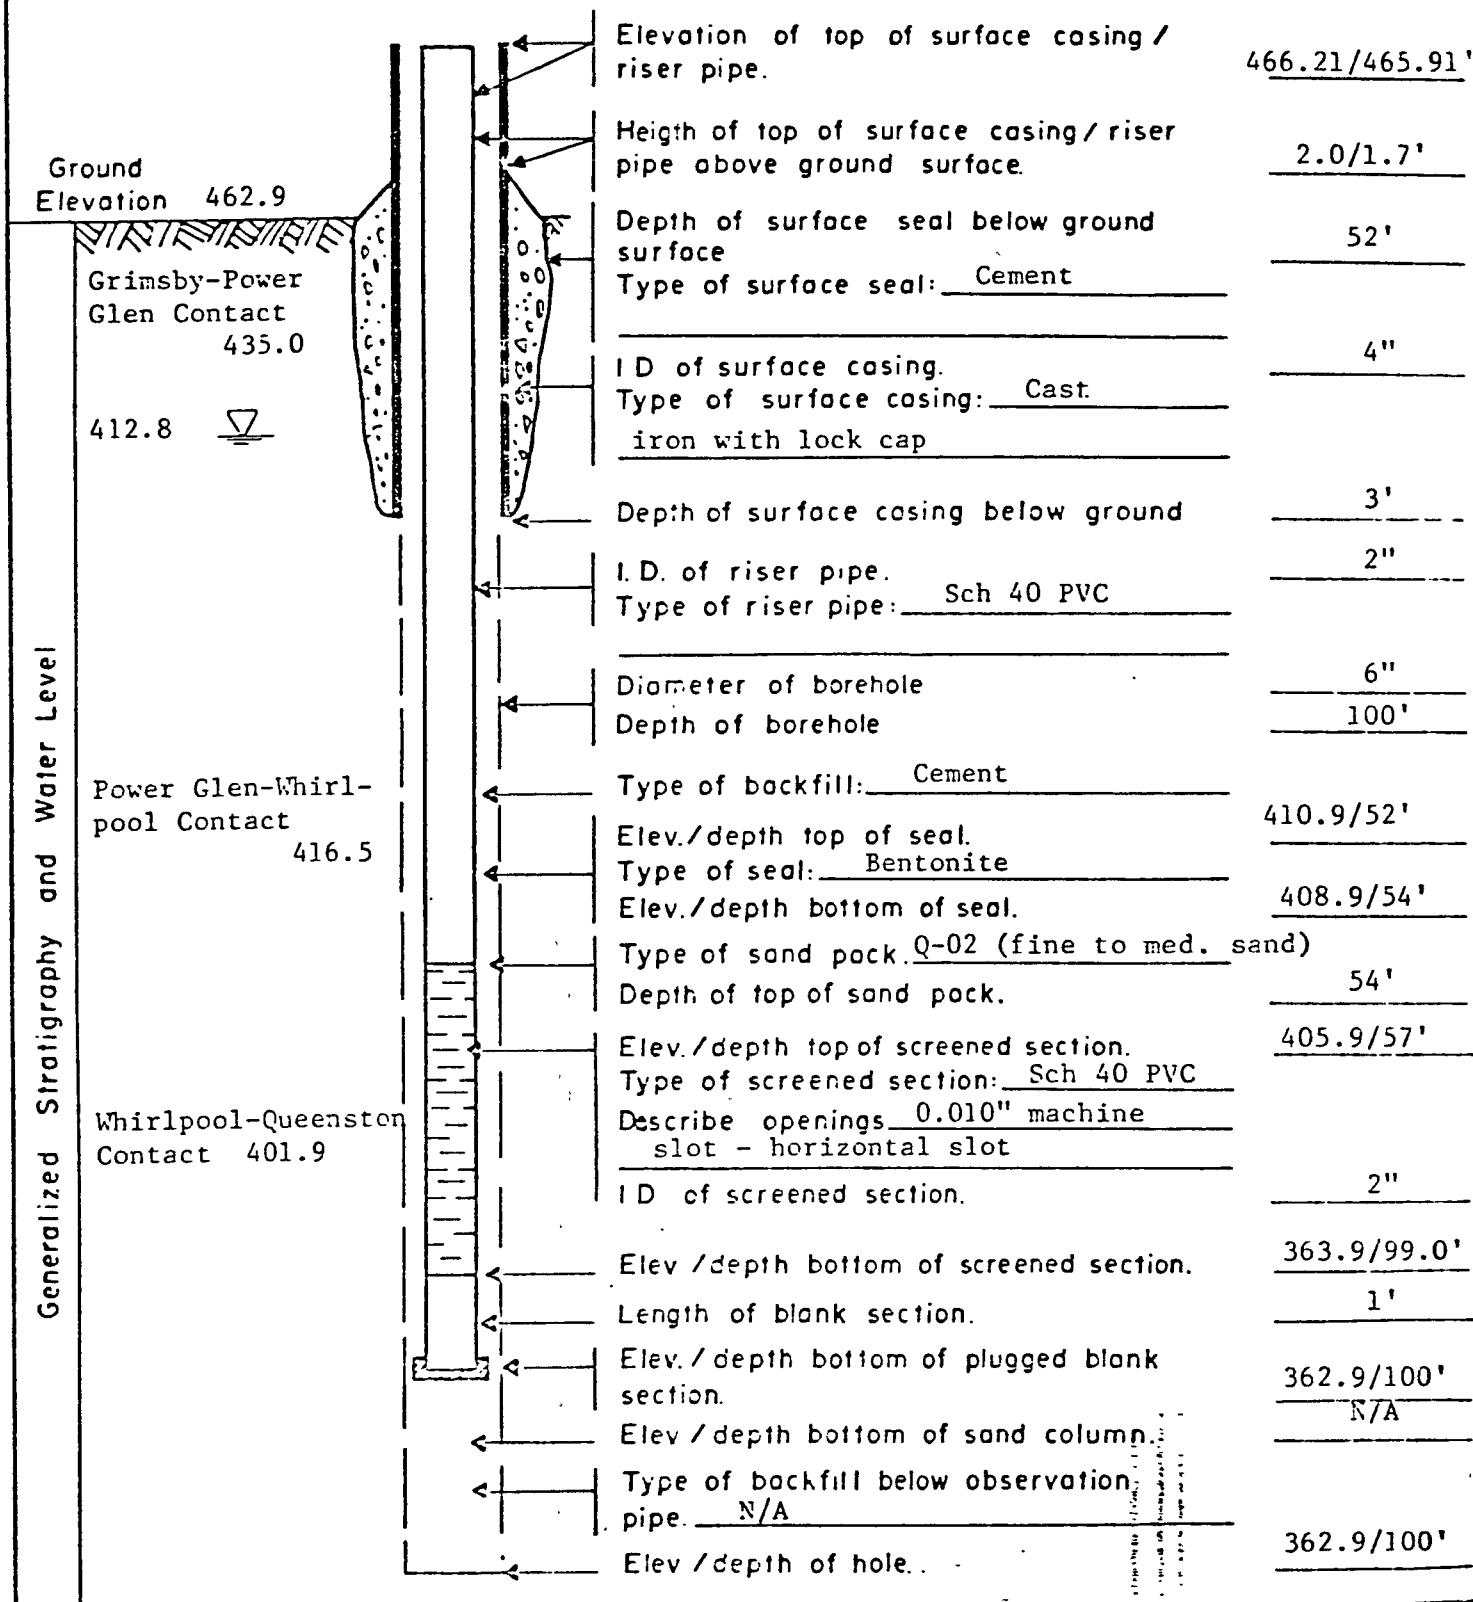 Elevation of top of surface casing /
riser pipe.
466.21/465.91'
Heigth of top of surface casing / riser
pipe above ground surface.
2.0/1.7'
Ground
Elevation 462.9
Depth of surface seal below ground
surface
52'
Type of surface seal: Cement
Grimsby-Power
Glen Contact
435.0
I D of surface casing.
4"
Type of surface casing: Cast
iron with lock cap
412.8
Depth of surface casing below ground
3'
I. D. of riser pipe.
2"
Type of riser pipe: Sch 40 PVC
Diameter of borehole
6"
Depth of borehole
100'
Generalized Stratigraphy and Water Level
Power Glen-Whirl-
pool Contact
416.5
Type of backfill: Cement
Elev./depth top of seal.
410.9/52'
Type of seal: Bentonite
Elev./depth bottom of seal.
408.9/54'
Type of sand pack. Q-02 (fine to med. sand)
Depth of top of sand pack.
54'
Elev./depth top of screened section.
405.9/57'
Type of screened section: Sch 40 PVC
Describe openings 0.010" machine
slot - horizontal slot
Whirlpool-Queenston
Contact 401.9
I D of screened section.
2"
Elev /depth bottom of screened section.
363.9/99.0'
Length of blank section.
1'
Elev./depth bottom of plugged blank
section.
362.9/100'
Elev /depth bottom of sand column.
N/A
Type of backfill below observation
pipe. N/A
Elev /depth of hole.
362.9/100'